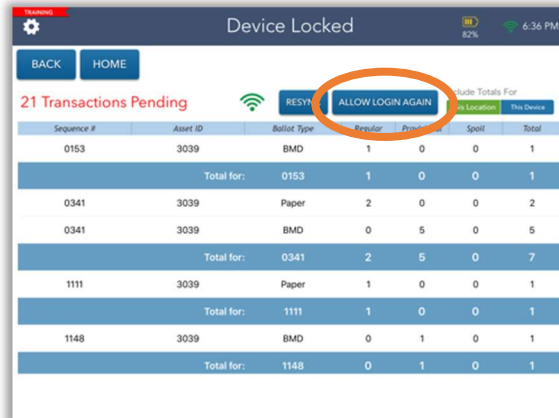 TRAINING
Device Locked
82%
6:36 PM
BACK HOME
21 Transactions Pending
ALLOW LOGIN AGAIN
Totals For
This Device
Sequence # Asset ID Ballot Type Regular Spoil Total
0153 3039 BMD 1 0 0 1
Total for: 0153 1 0 0 1
0341 3039 Paper 2 0 0 2
0341 3039 BMD 0 5 0 5
Total for: 0341 2 5 0 7
1111 3039 Paper 1 0 0 1
Total for: 1111 1 0 0 1
1148 3039 BMD 0 1 0 1
Total for: 1148 0 1 0 1